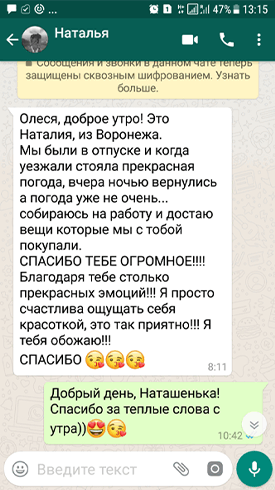 47% 13:15
Наталья
Сообщения и звонки в данном чате теперь
защищены сквозным шифрованием. Узнать
больше.
Олеся, доброе утро! Это
Наталия, из Воронежа.
Мы были в отпуске и когда
уезжали стояла прекрасная
погода, вчера ночью вернулись
а погода уже не очень...
собираюсь на работу и достаю
вещи которые мы с тобой
покупали.
СПАСИБО ТЕБЕ ОГРОМНОЕ!!!!
Благодаря тебе столько
прекрасных эмоций!!! Я просто
счастлива ощущать себя
красоткой, это так приятно!!! Я
тебя обожаю!!!
СПАСИБО 😘😘😘
8:11
Добрый день, Наташенька!
Спасибо за теплые слова с
утра))😍😘
10:42
Введите текст